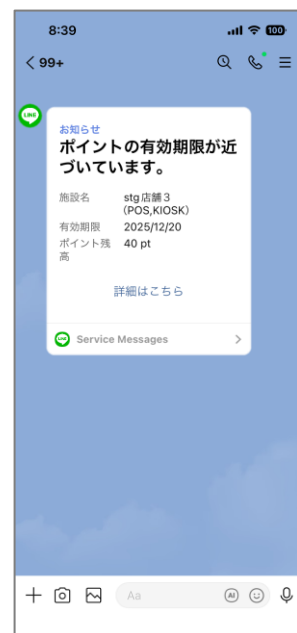 8:39
100
99+
LINE
お知らせ
ポイントの有効期限が近
づいています。
施設名 stg店舗3
(POS,KIOSK)
有効期限 2025/12/20
ポイント残 40 pt
高
詳細はこちら
LINE Service Messages
Aa
AI